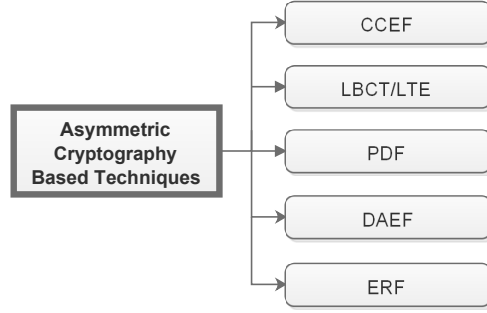 Asymmetric
Cryptography
Based Techniques
CCEF
LBCT/LTE
PDF
DAEF
ERF